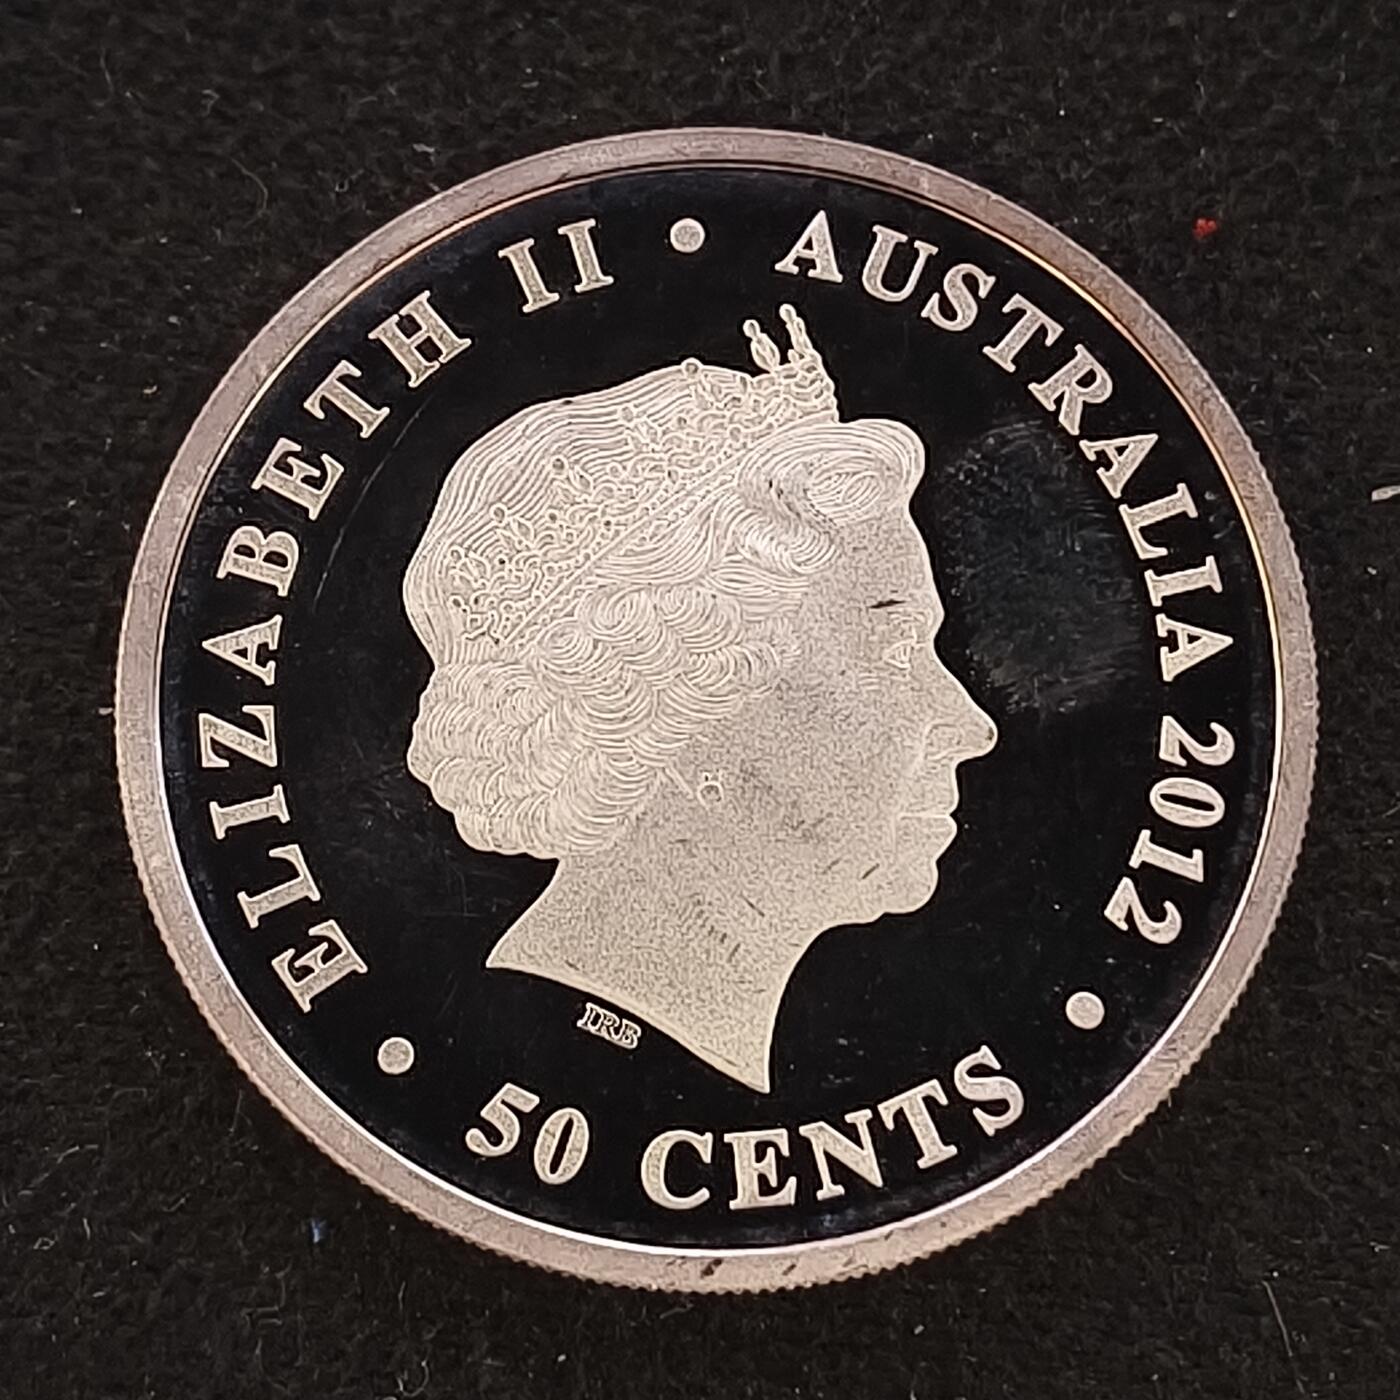 ELIZABETH II • AUSTRALIA 2012 •
50 CENTS •
IRB